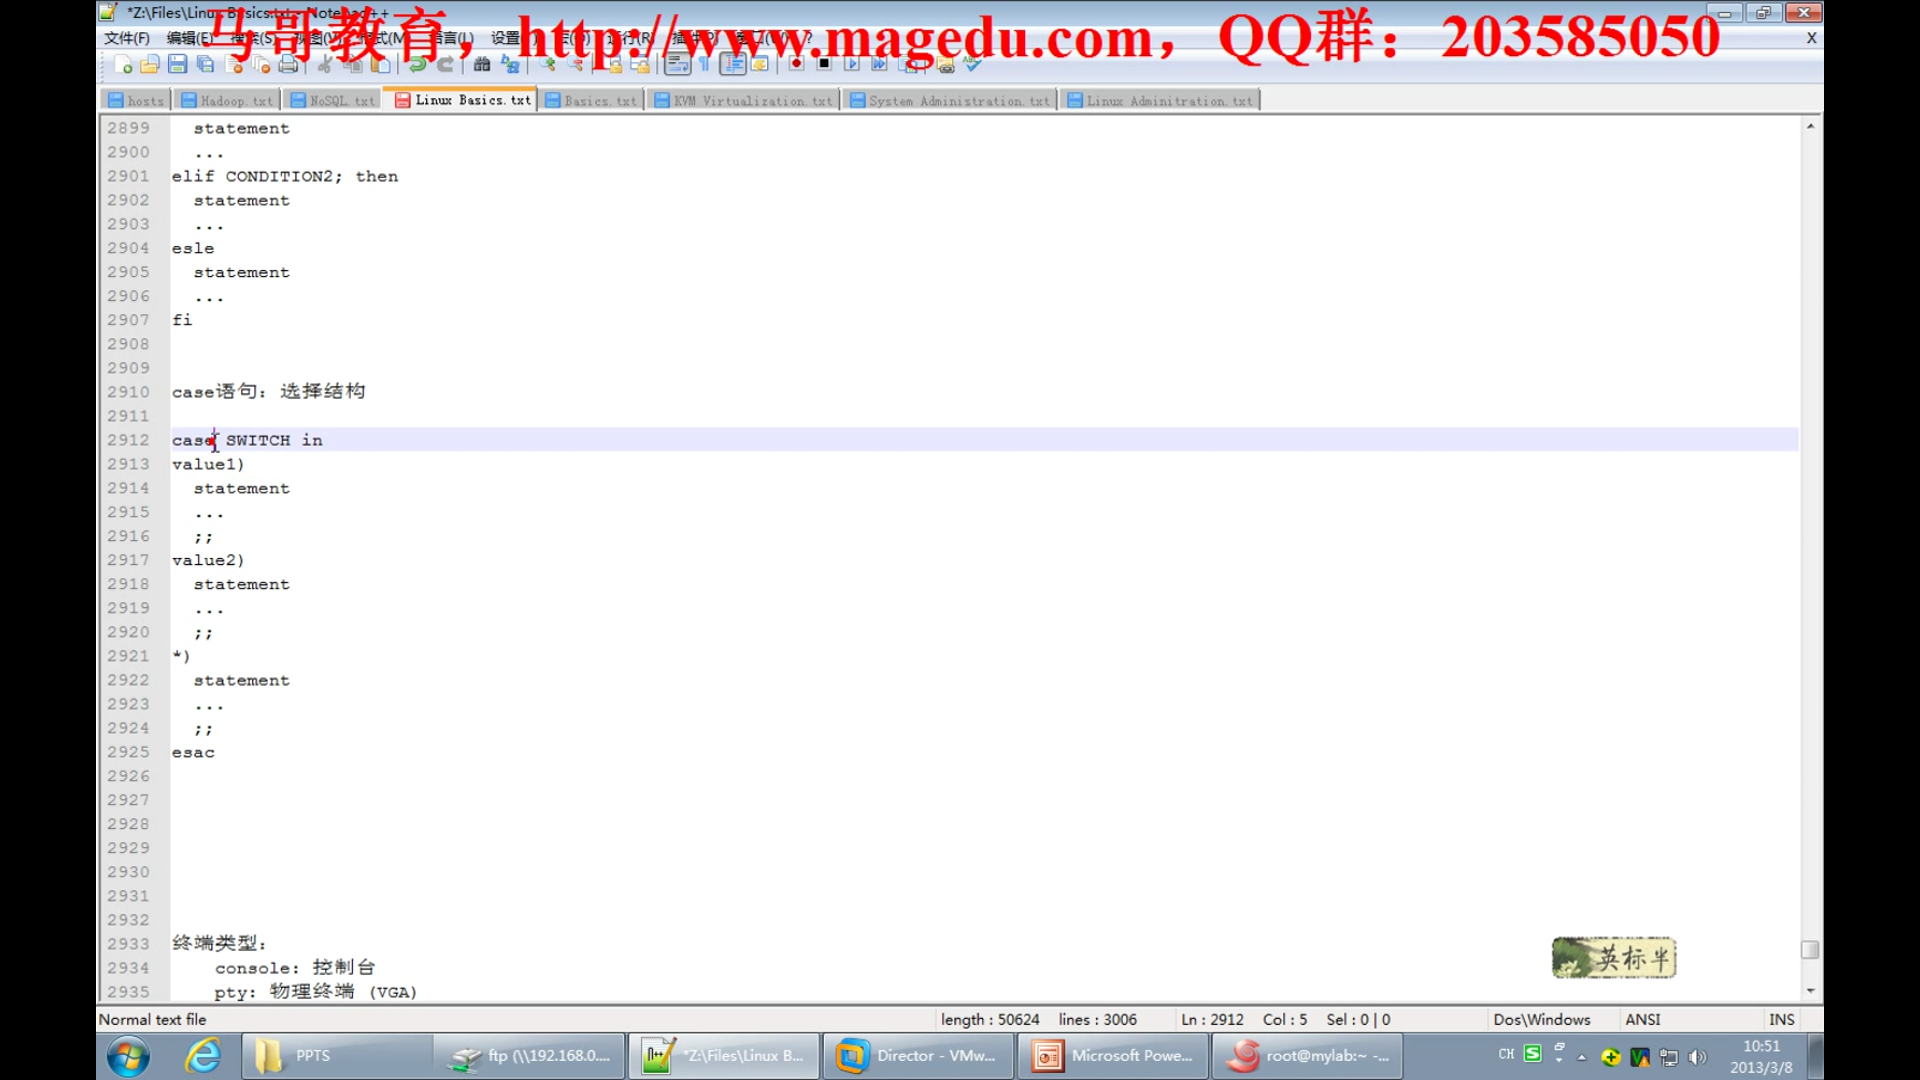 *Z:\Files\Linux Basics.txt - Notepad++
马哥教育，http://www.magedu.com，QQ群：203585050
文件(F) 编辑(E) 搜索(S) 视图(V) 格式(M) 语言(L) 设置 运行(R) ?
X
hosts Hadoop.txt NoSQL.txt Linux Basics.txt Basics.txt KVM Virtualization.txt System Administration.txt Linux Adminitration.txt
2899 statement
2900 ...
2901 elif CONDITION2; then
2902 statement
2903 ...
2904 esle
2905 statement
2906 ...
2907 fi
2908
2909
2910 case语句：选择结构
2911
2912 case SWITCH in
2913 value1)
2914 statement
2915 ...
2916 ;;
2917 value2)
2918 statement
2919 ...
2920 ;;
2921 *)
2922 statement
2923 ...
2924 ;;
2925 esac
2926
2927
2928
2929
2930
2931
2932
2933 终端类型：
2934 console: 控制台
2935 pty: 物理终端 (VGA)
英标半
Normal text file length : 50624 lines : 3006 Ln : 2912 Col : 5 Sel : 0 | 0 Dos\Windows ANSI INS
PPTS ftp (\\192.168.0.... *Z:\Files\Linux B... Director - VMw... Microsoft Powe... root@mylab:~ -... CH 10:51
2013/3/8